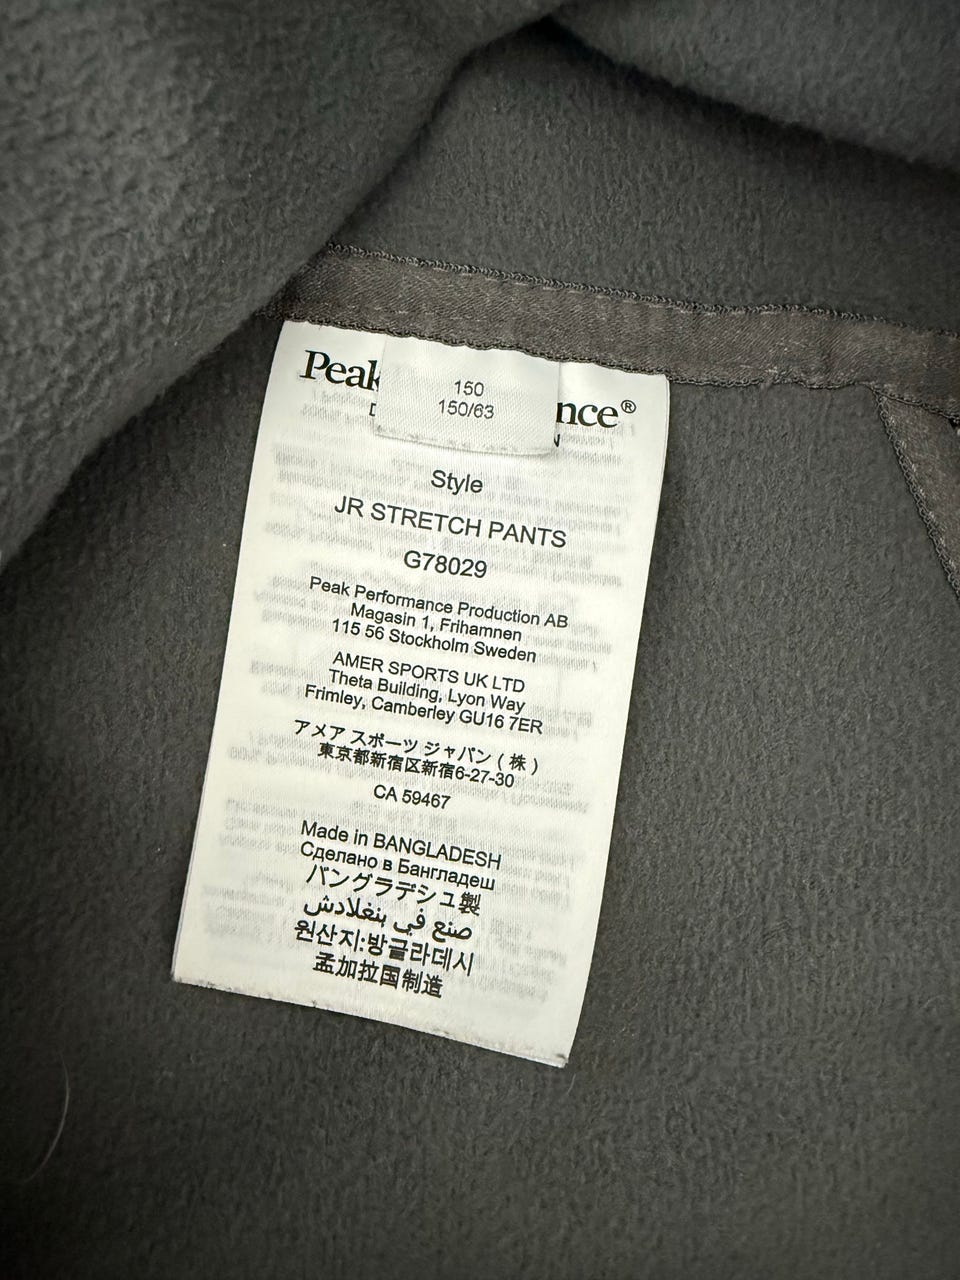 150
150/63
Style
JR STRETCH PANTS
G78029
Peak Performance Production AB
Magasin 1, Frihamnen
115 56 Stockholm Sweden
AMER SPORTS UK LTD
Theta Building, Lyon Way
Frimley, Camberley GU16 7ER
アメア スポーツ ジャパン ( 株 )
東京都新宿区新宿6-27-30
CA 59467
Made in BANGLADESH
Сделано в Бангладеш
バングラデシュ製
صنع في بنغلادش
원산지:방글라데시
孟加拉国制造